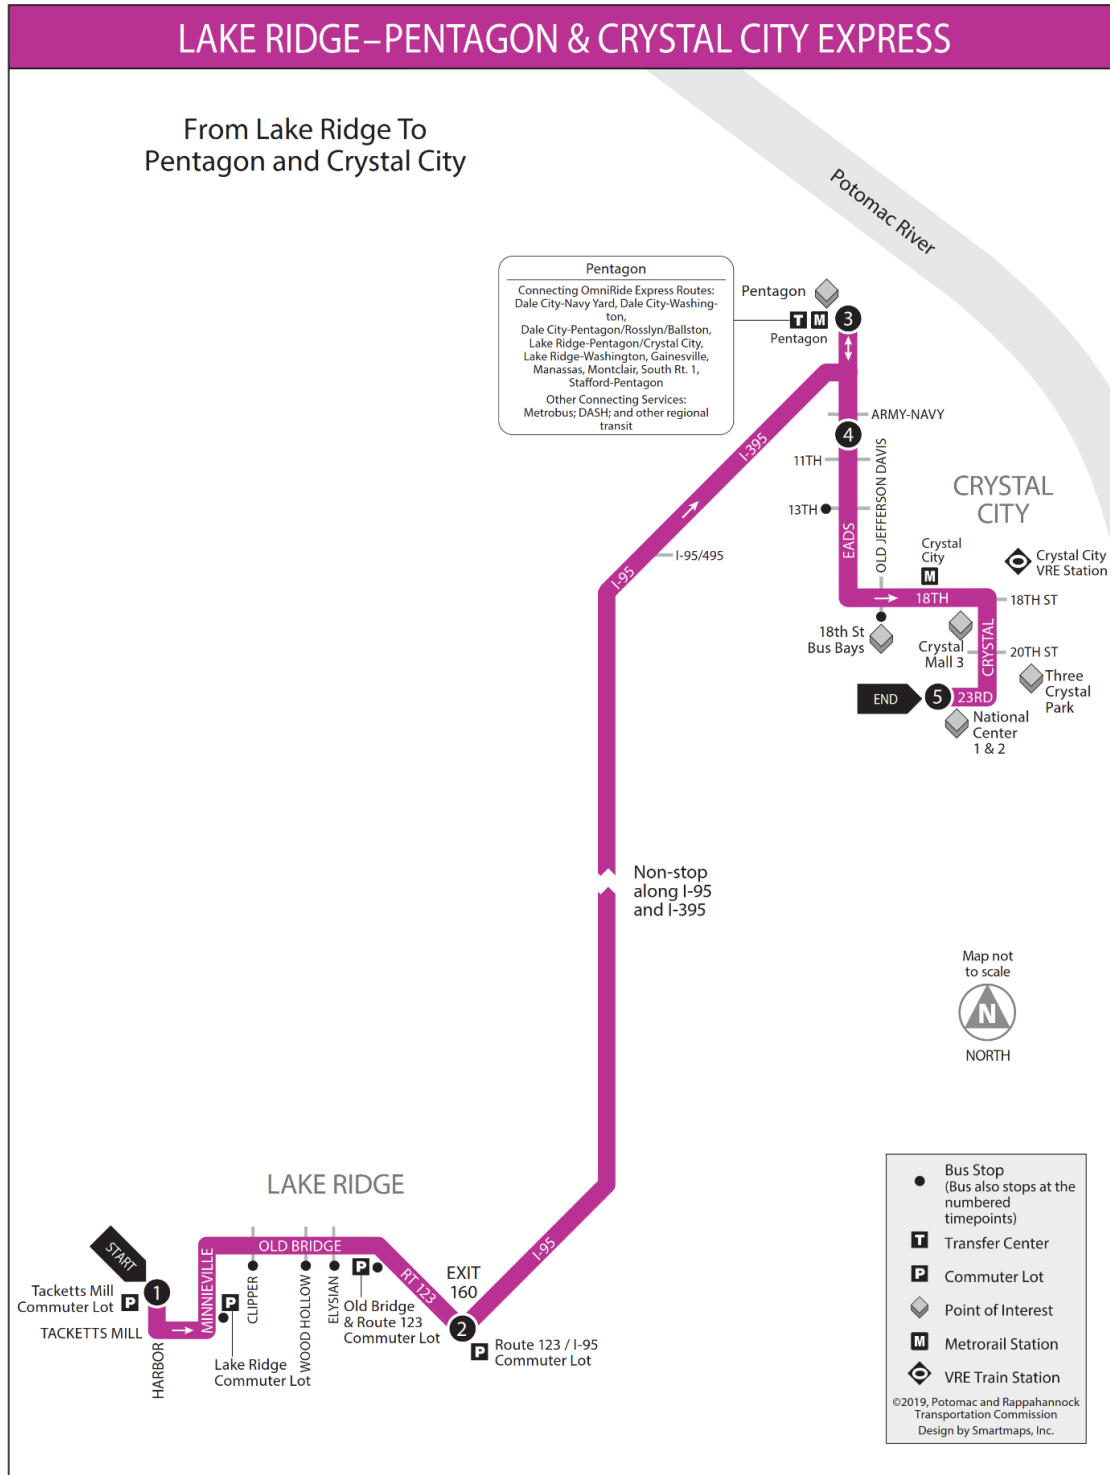 LAKE RIDGE–PENTAGON & CRYSTAL CITY EXPRESS
From Lake Ridge To
Pentagon and Crystal City
Potomac River
Pentagon
Connecting OmniRide Express Routes:
Dale City-Navy Yard, Dale City-Washing-
ton,
Dale City-Pentagon/Rosslyn/Ballston,
Lake Ridge-Pentagon/Crystal City,
Lake Ridge-Washington, Gainesville,
Manassas, Montclair, South Rt. 1,
Stafford-Pentagon
Other Connecting Services:
Metrobus; DASH; and other regional
transit
Pentagon
T
M
3
Pentagon
ARMY-NAVY
4
I-395
11TH
OLD JEFFERSON DAVIS
13TH
EADS
CRYSTAL
CITY
I-95/495
I-95
Crystal
City
M
Crystal City
VRE Station
18TH
18TH ST
18th St
Bus Bays
Crystal
Mall 3
CRYSTAL
20TH ST
Three
Crystal
Park
END
5
23RD
National
Center
1 & 2
Non-stop
along I-95
and I-395
Map not
to scale
N
NORTH
LAKE RIDGE
START
Tacketts Mill
Commuter Lot
P
1
TACKETTS MILL
HARBOR
MINNIEVILLE
P
Lake Ridge
Commuter Lot
OLD BRIDGE
CLIPPER
WOOD HOLLOW
ELYSIAN
P
Old Bridge
& Route 123
Commuter Lot
RT 123
EXIT
160
2
I-95
P
Route 123 / I-95
Commuter Lot
Bus Stop
(Bus also stops at the
numbered
timepoints)
T
Transfer Center
P
Commuter Lot
Point of Interest
M
Metrorail Station
VRE Train Station
©2019, Potomac and Rappahannock
Transportation Commission
Design by Smartmaps, Inc.